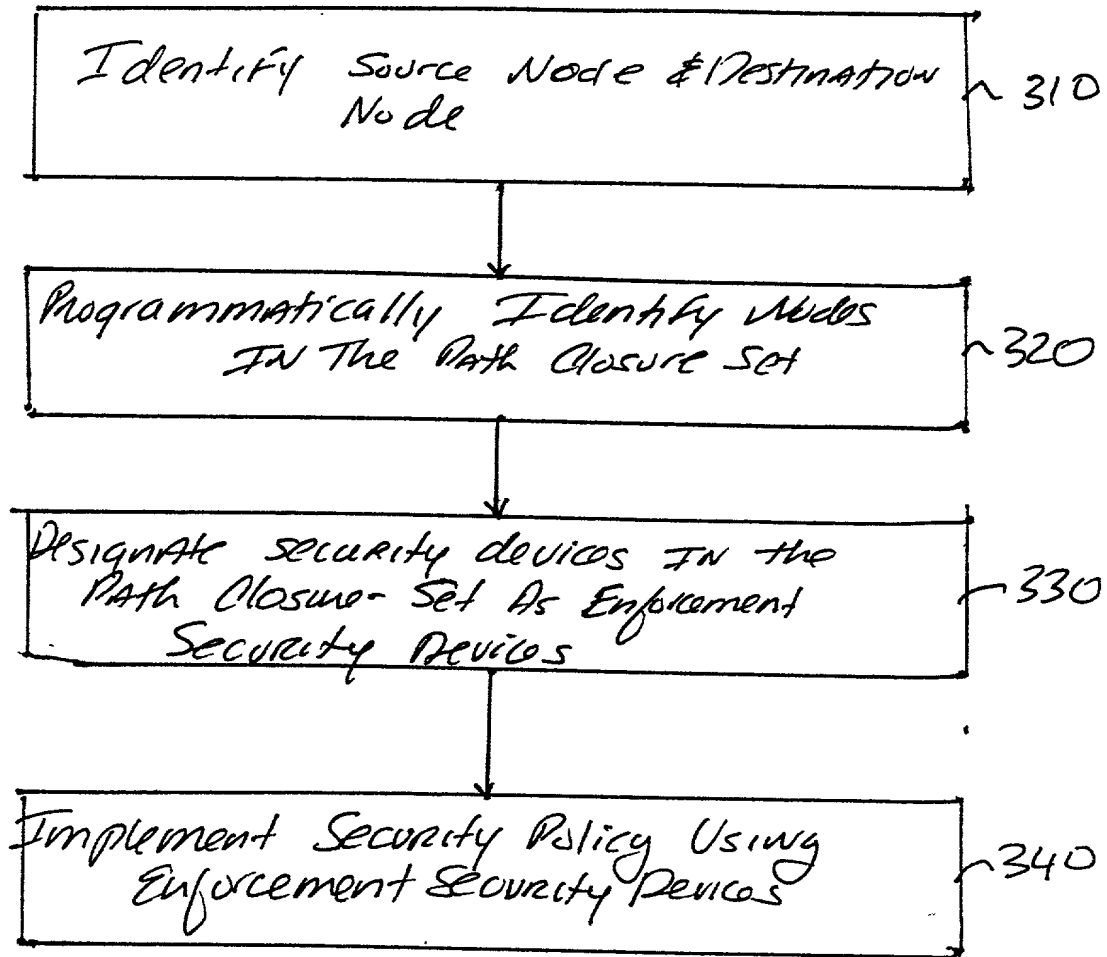 Identify Source Node & Destination
Node
310
Programmatically Identify Nodes
IN The Path Closure Set
320
Designate security devices IN the
Path Closure-Set As Enforcement
Security Devices
330
Implement Security Policy Using
Enforcement Security Devices
340